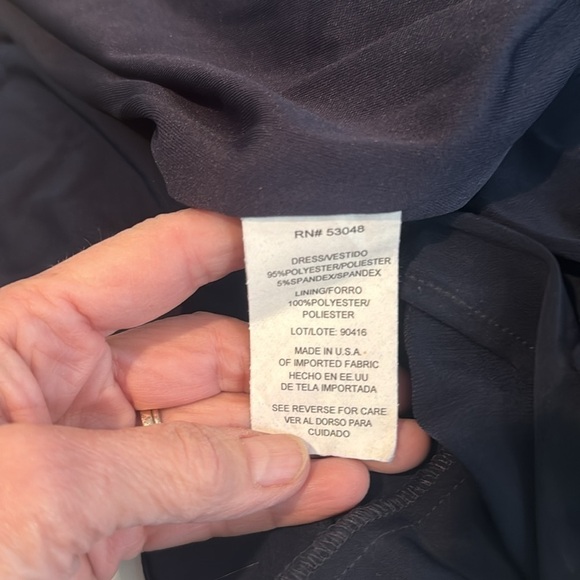 RN# 53048
DRESS/VESTIDO
95%POLYESTER/POLIESTER
5%SPANDEX/SPANDEX
LINING/FORRO
100%POLYESTER/
POLIESTER
LOT/LOTE: 90416
MADE IN U.S.A.
OF IMPORTED FABRIC
HECHO EN EE.UU
DE TELA IMPORTADA
SEE REVERSE FOR CARE
VER AL DORSO PARA
CUIDADO